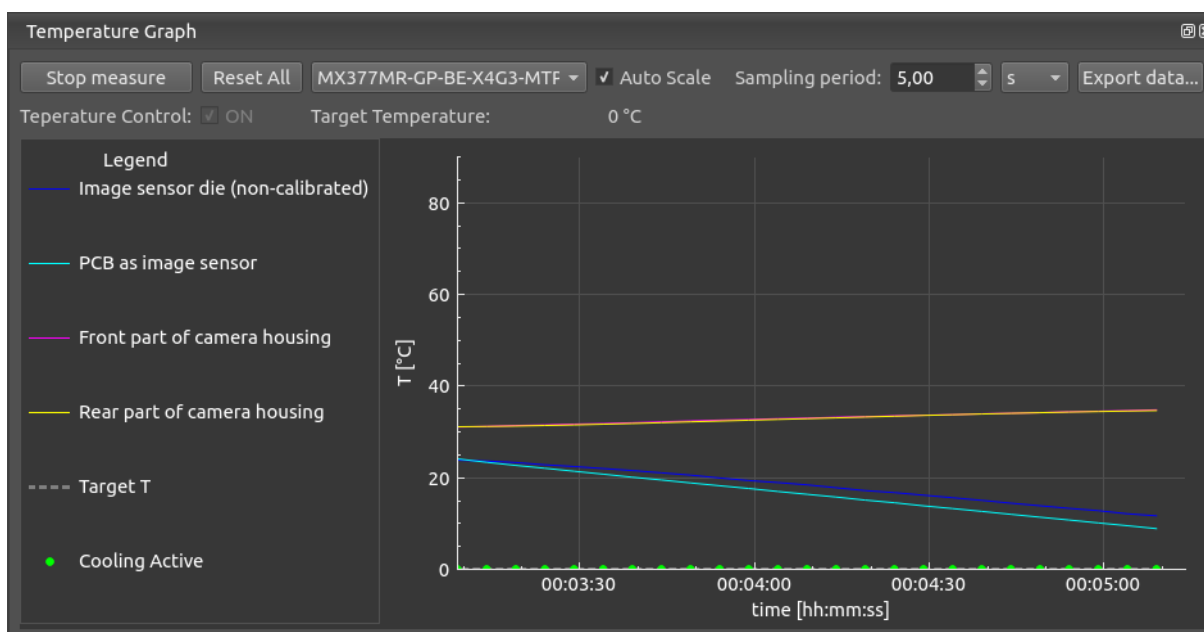 Temperature Graph
Stop measure Reset All MX377MR-GP-BE-X4G3-MTP Auto Scale Sampling period: 5,00 s Export data...
Teperature Control: ON Target Temperature: 0 °C
Legend
Image sensor die (non-calibrated)
PCB as image sensor
Front part of camera housing
Rear part of camera housing
Target T
Cooling Active
T [°C]
80
60
40
20
0
00:03:30 00:04:00 00:04:30 00:05:00
time [hh:mm:ss]